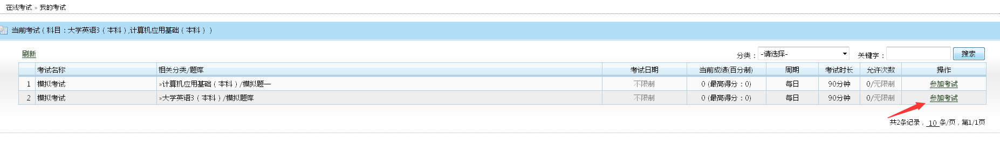 在线考试 » 我的考试
当前考试（科目：大学英语3（本科）,计算机应用基础（本科））
刷新 分类： -请选择- 关键字： 搜索
考试名称 相关分类/题库 考试日期 当前成绩(百分制) 周期 考试时长 允许次数 操作
1 模拟考试 »计算机应用基础（本科）/模拟题一 不限制 0 (最高得分：0) 每日 90分钟 0/无限制 参加考试
2 模拟考试 »大学英语3（本科）/模拟题库 不限制 0 (最高得分：0) 每日 90分钟 0/无限制 参加考试
共2条记录， 10 条/页，第1/1页